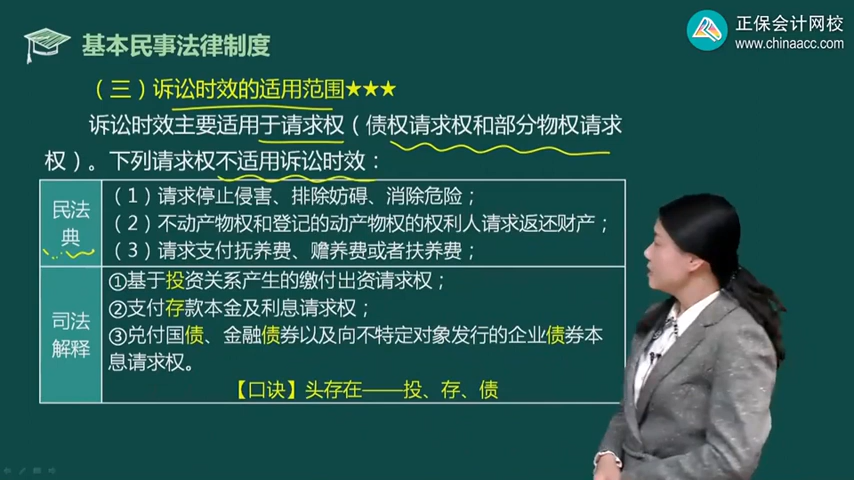 基本民事法律制度
正保会计网校
www.chinaacc.com
（三）诉讼时效的适用范围★★★
诉讼时效主要适用于请求权（债权请求权和部分物权请求
权）。下列请求权不适用诉讼时效：
民法
典
（1）请求停止侵害、排除妨碍、消除危险；
（2）不动产物权和登记的动产物权的权利人请求返还财产；
（3）请求支付抚养费、赡养费或者扶养费；
司法
解释
①基于投资关系产生的缴付出资请求权；
②支付存款本金及利息请求权；
③兑付国债、金融债券以及向不特定对象发行的企业债券本
息请求权。
【口诀】头存在——投、存、债